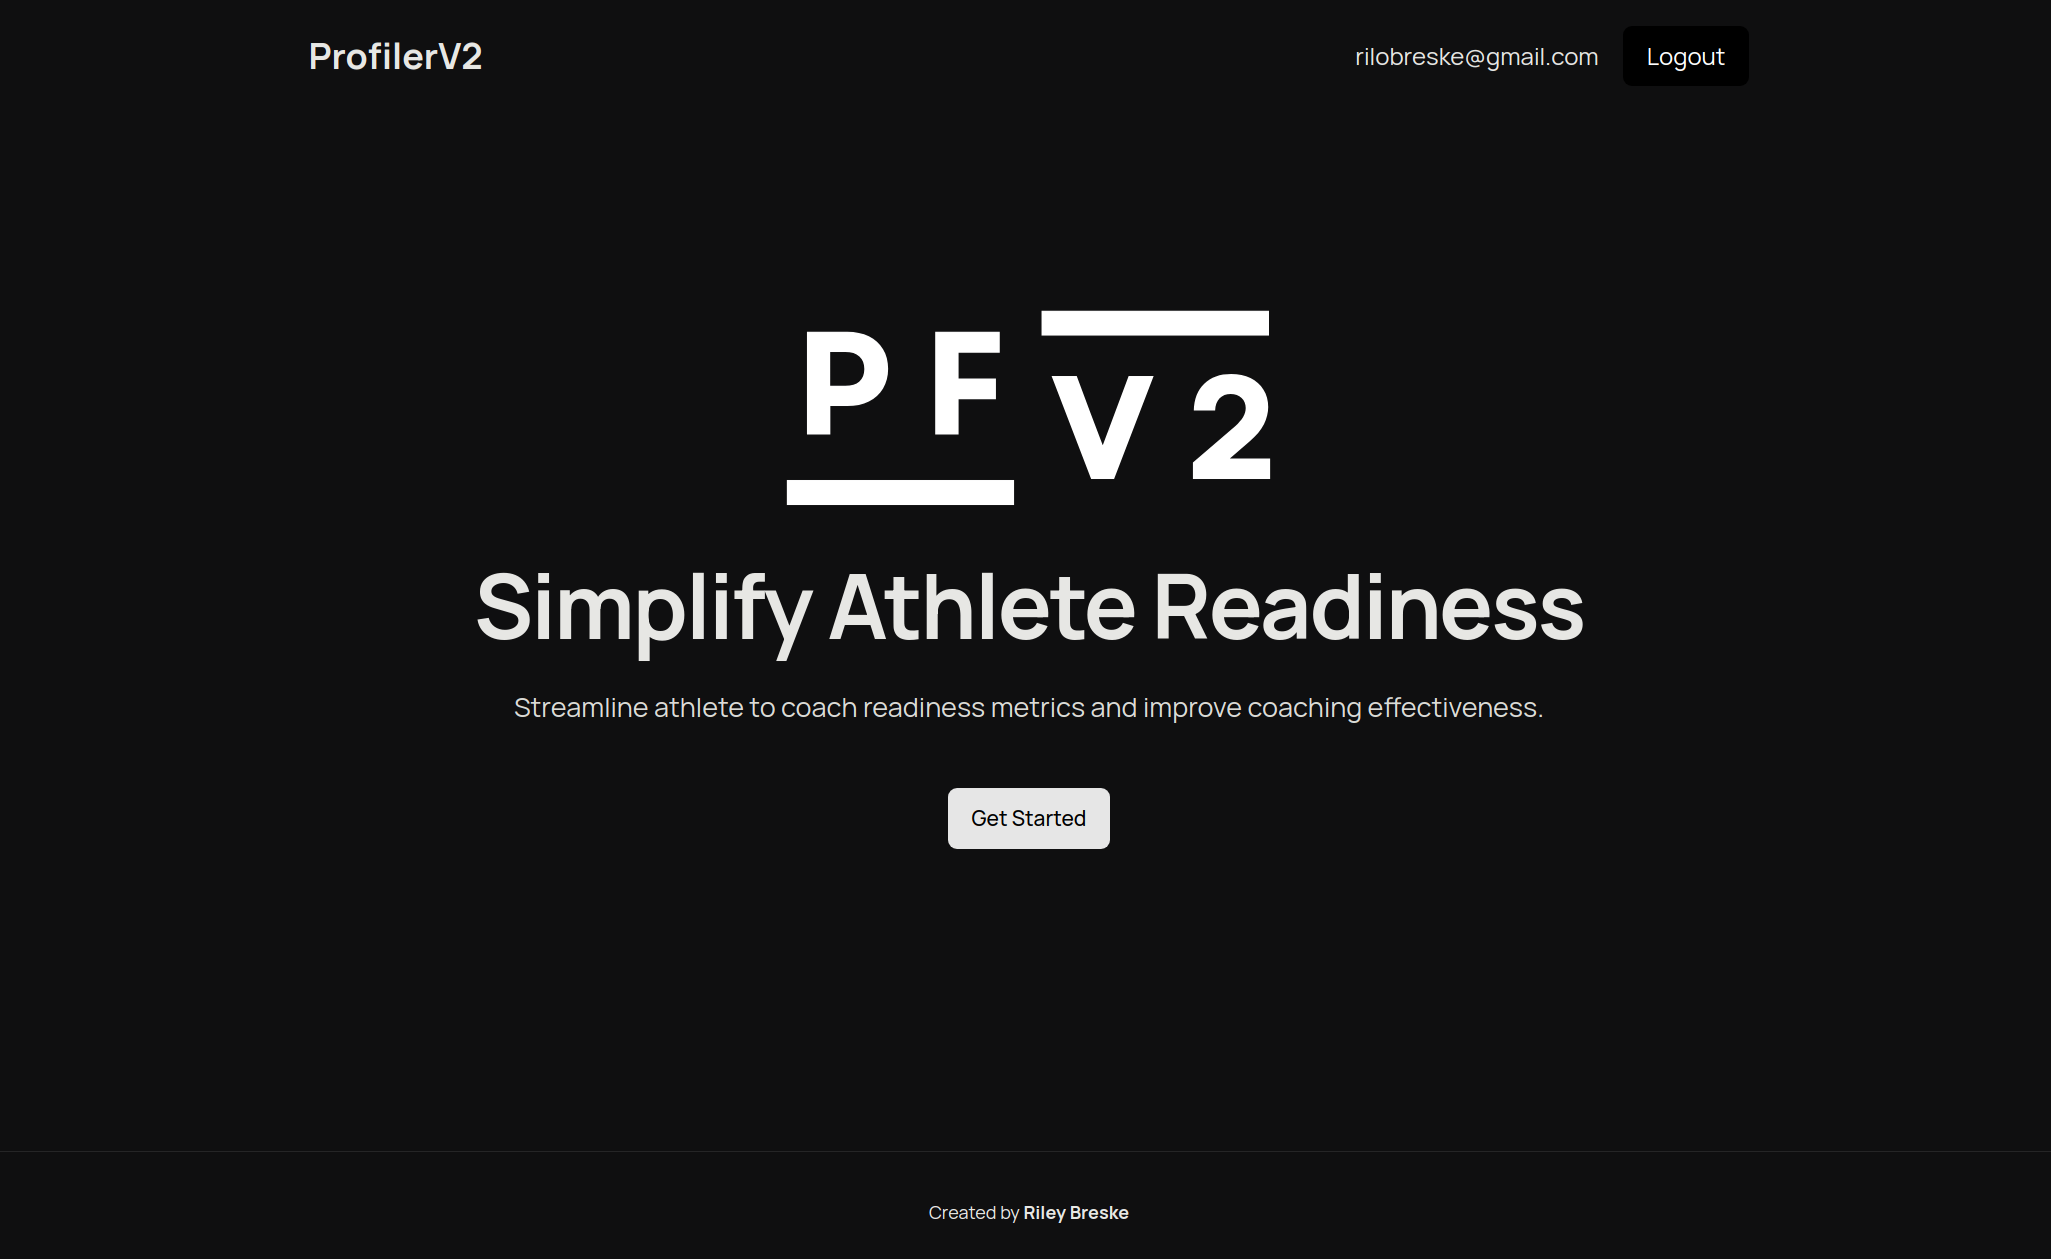 ProfilerV2
rilobreske@gmail.com
Logout
PF
V2
Simplify Athlete Readiness
Streamline athlete to coach readiness metrics and improve coaching effectiveness.
Get Started
Created by Riley Breske